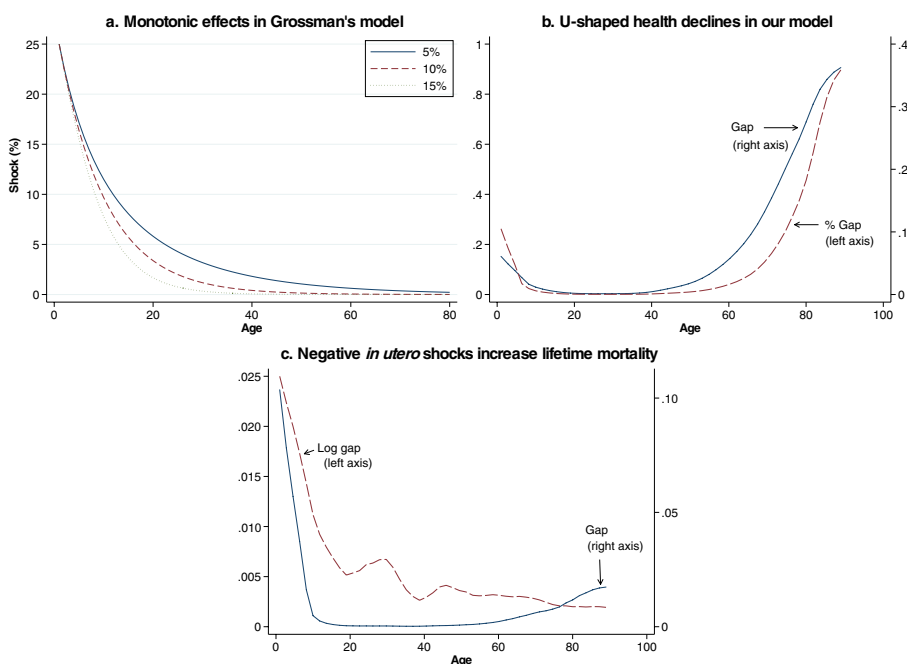 a. Monotonic effects in Grossman's model
25
20
15
10
5
0
Shock (%)
5%
10%
15%
0 20 40 60 80
Age
b. U-shaped health declines in our model
1
.8
.6
.4
.2
0
.4
.3
.2
.1
0
Gap
(right axis)
% Gap
(left axis)
0 20 40 60 80 100
Age
c. Negative in utero shocks increase lifetime mortality
.025
.020
.015
.010
.005
0
.10
.05
0
Log gap
(left axis)
Gap
(right axis)
0 20 40 60 80 100
Age